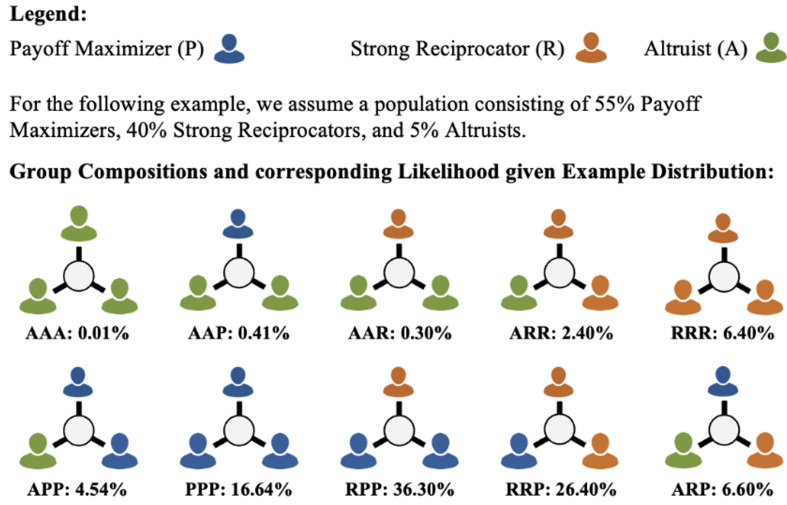 Legend:
Payoff Maximizer (P) Strong Reciprocator (R) Altruist (A)
For the following example, we assume a population consisting of 55% Payoff
Maximizers, 40% Strong Reciprocators, and 5% Altruists.
Group Compositions and corresponding Likelihood given Example Distribution:
AAA: 0.01% AAP: 0.41% AAR: 0.30% ARR: 2.40% RRR: 6.40%
APP: 4.54% PPP: 16.64% RPP: 36.30% RRP: 26.40% ARP: 6.60%